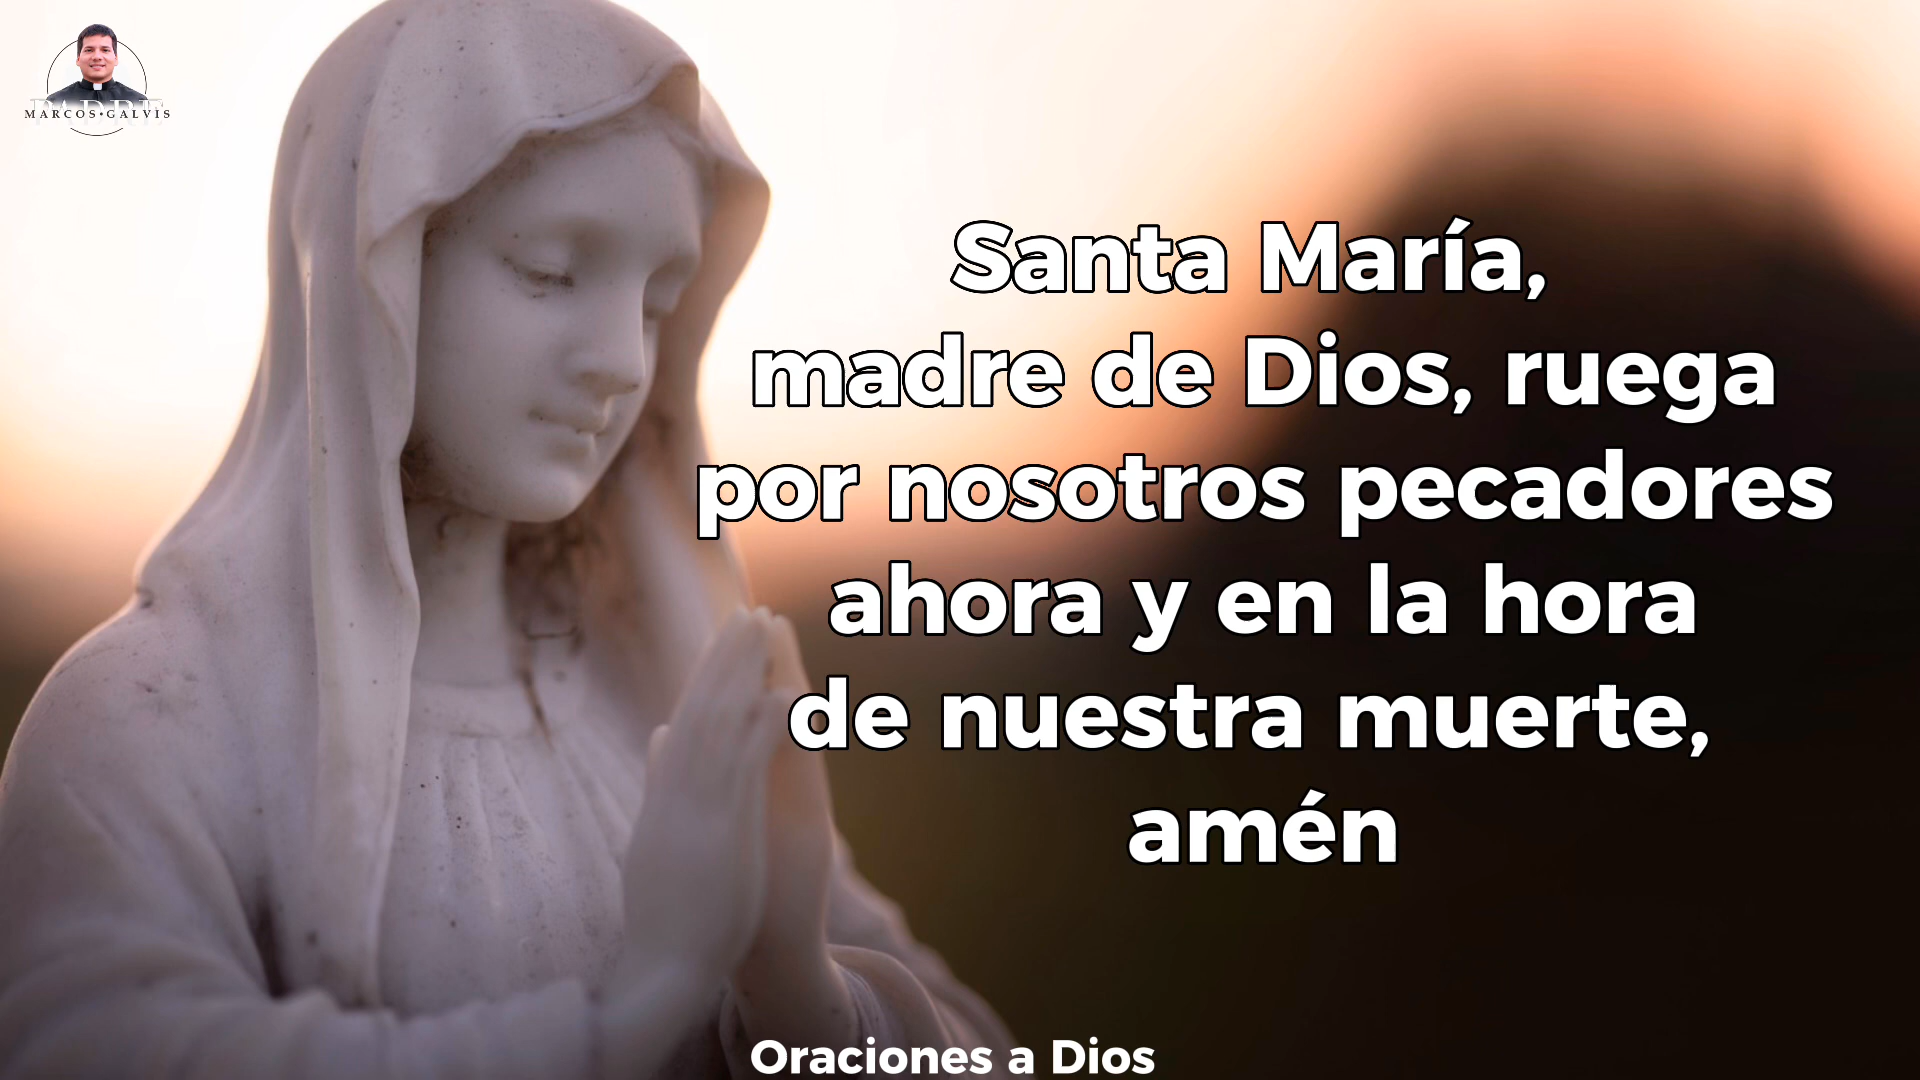 PADRE
MARCOS•GALVIS
Santa María,
madre de Dios, ruega
por nosotros pecadores
ahora y en la hora
de nuestra muerte,
amén
Oraciones a Dios